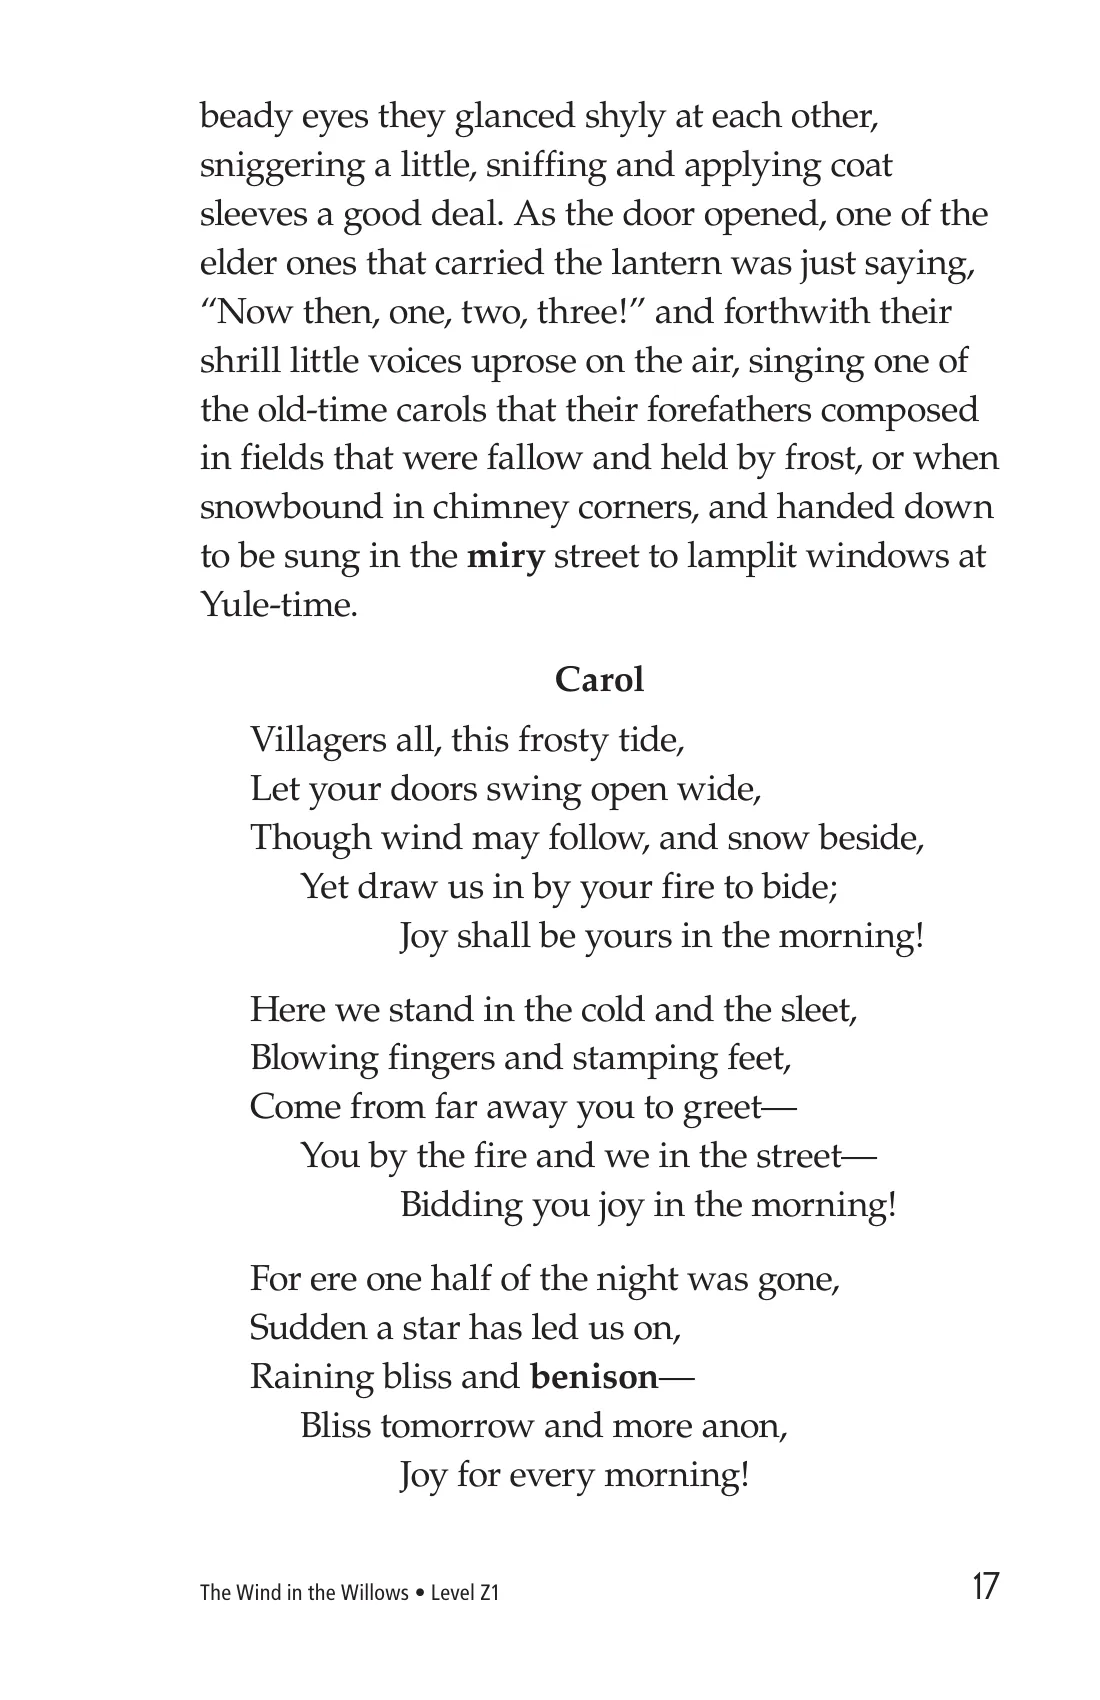 beady eyes they glanced shyly at each other,
sniggering a little, sniffing and applying coat
sleeves a good deal. As the door opened, one of the
elder ones that carried the lantern was just saying,
“Now then, one, two, three!” and forthwith their
shrill little voices uprose on the air, singing one of
the old-time carols that their forefathers composed
in fields that were fallow and held by frost, or when
snowbound in chimney corners, and handed down
to be sung in the miry street to lamplit windows at
Yule-time.
Carol
Villagers all, this frosty tide,
Let your doors swing open wide,
Though wind may follow, and snow beside,
Yet draw us in by your fire to bide;
Joy shall be yours in the morning!
Here we stand in the cold and the sleet,
Blowing fingers and stamping feet,
Come from far away you to greet—
You by the fire and we in the street—
Bidding you joy in the morning!
For ere one half of the night was gone,
Sudden a star has led us on,
Raining bliss and benison—
Bliss tomorrow and more anon,
Joy for every morning!
The Wind in the Willows • Level Z1
17